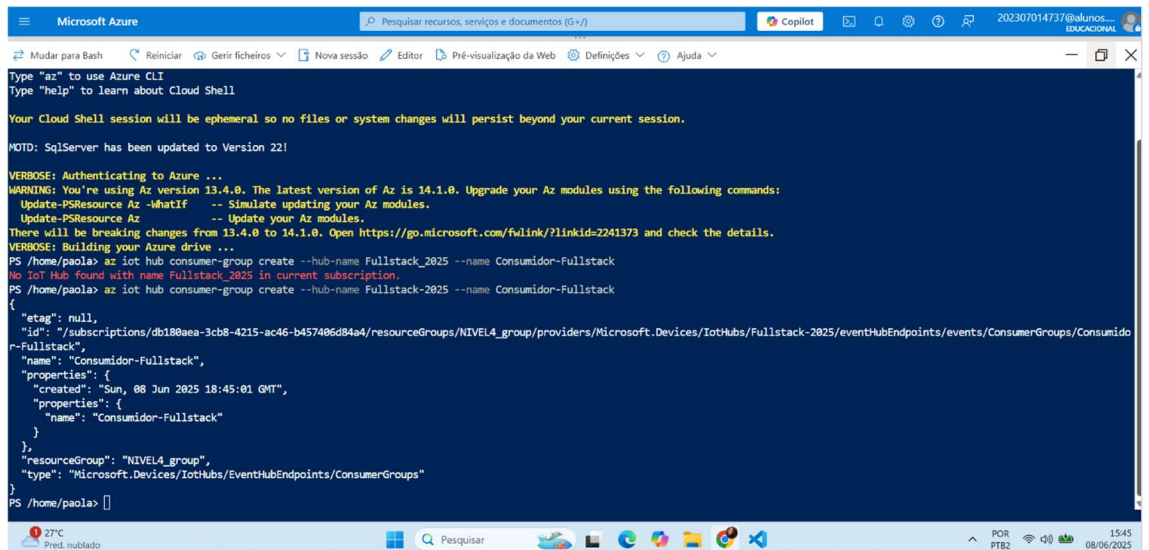 Microsoft Azure
Pesquisar recursos, serviços e documentos (G+/)
Copilot
202307014737@alunos....
EDUCACIONAL
Mudar para Bash Reiniciar Gerir ficheiros Nova sessão Editor Pré-visualização da Web Definições Ajuda
Type "az" to use Azure CLI
Type "help" to learn about Cloud Shell
Your Cloud Shell session will be ephemeral so no files or system changes will persist beyond your current session.
MOTD: SqlServer has been updated to Version 22!
VERBOSE: Authenticating to Azure ...
WARNING: You're using Az version 13.4.0. The latest version of Az is 14.1.0. Upgrade your Az modules using the following commands:
Update-PSResource Az -WhatIf -- Simulate updating your Az modules.
Update-PSResource Az -- Update your Az modules.
There will be breaking changes from 13.4.0 to 14.1.0. Open https://go.microsoft.com/fwlink/?linkid=2241373 and check the details.
VERBOSE: Building your Azure drive ...
PS /home/paola> az iot hub consumer-group create --hub-name Fullstack_2025 --name Consumidor-Fullstack
No IoT Hub found with name Fullstack_2025 in current subscription.
PS /home/paola> az iot hub consumer-group create --hub-name Fullstack-2025 --name Consumidor-Fullstack
{
"etag": null,
"id": "/subscriptions/db180aea-3cb8-4215-ac46-b457406d84a4/resourceGroups/NIVEL4_group/providers/Microsoft.Devices/IotHubs/Fullstack-2025/eventHubEndpoints/events/ConsumerGroups/Consumido
r-Fullstack",
"name": "Consumidor-Fullstack",
"properties": {
"created": "Sun, 08 Jun 2025 18:45:01 GMT",
"properties": {
"name": "Consumidor-Fullstack"
}
},
"resourceGroup": "NIVEL4_group",
"type": "Microsoft.Devices/IotHubs/EventHubEndpoints/ConsumerGroups"
}
PS /home/paola>
1
27°C
Pred. nublado
Pesquisar
POR
PTB2
15:45
08/06/2025